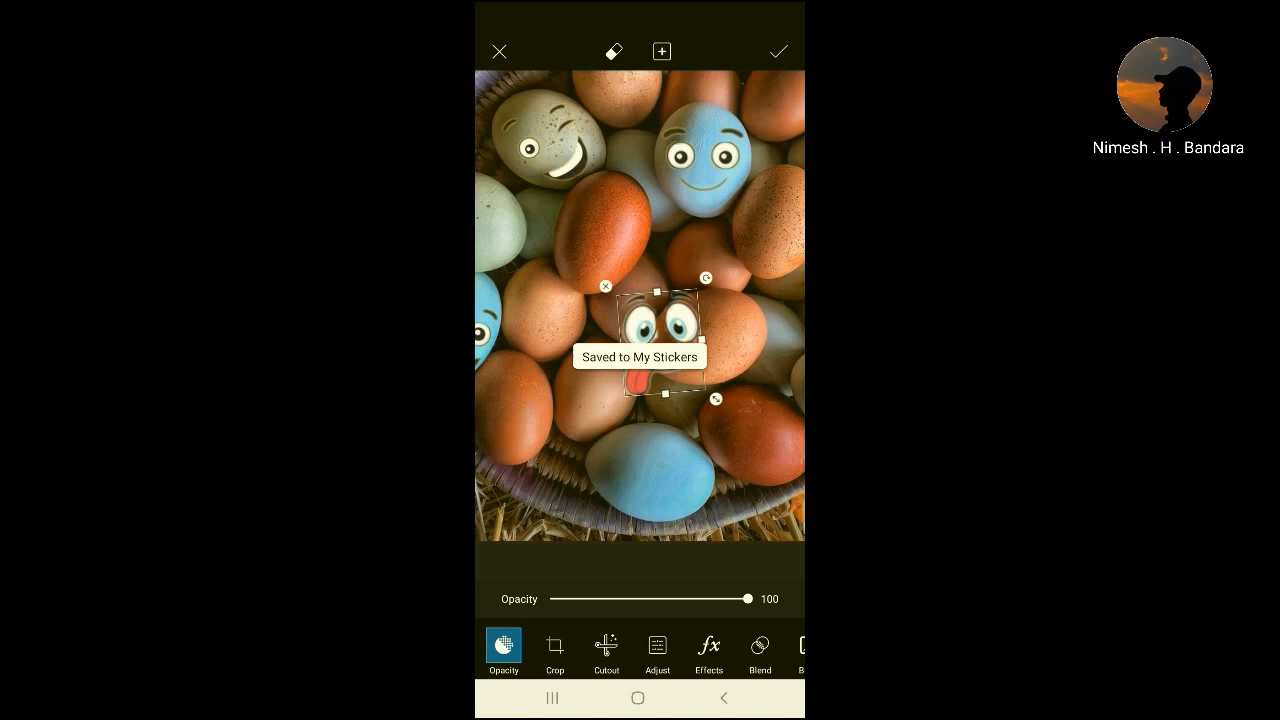 Nimesh . H . Bandara
Saved to My Stickers
Opacity 100
Opacity Crop Cutout Adjust Effects Blend B